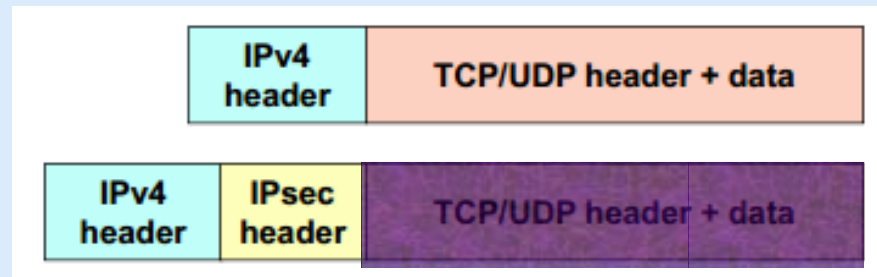 IPv4
header
TCP/UDP header + data
IPv4
header
IPsec
header
TCP/UDP header + data